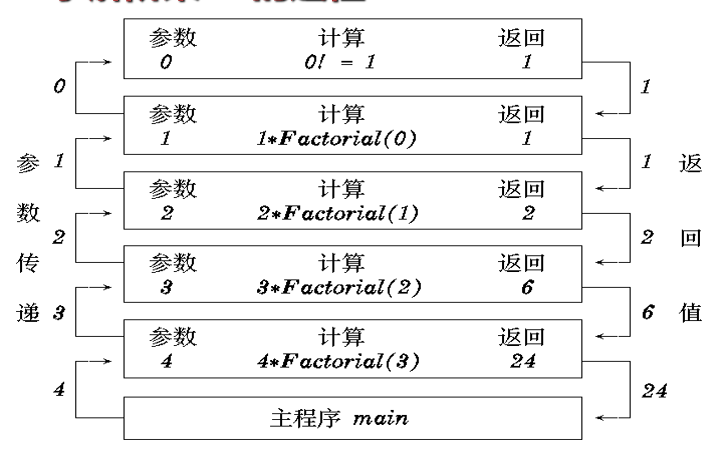 参数 计算 返回
0 0! = 1 1
0 1
参数 计算 返回
1 1*Factorial(0) 1
参 1 1 返
参数 计算 返回
数 2 2*Factorial(1) 2
2 2 回
传 参数 计算 返回
3 3*Factorial(2) 6
递 3 6 值
参数 计算 返回
4 4*Factorial(3) 24
4 24
主程序 main